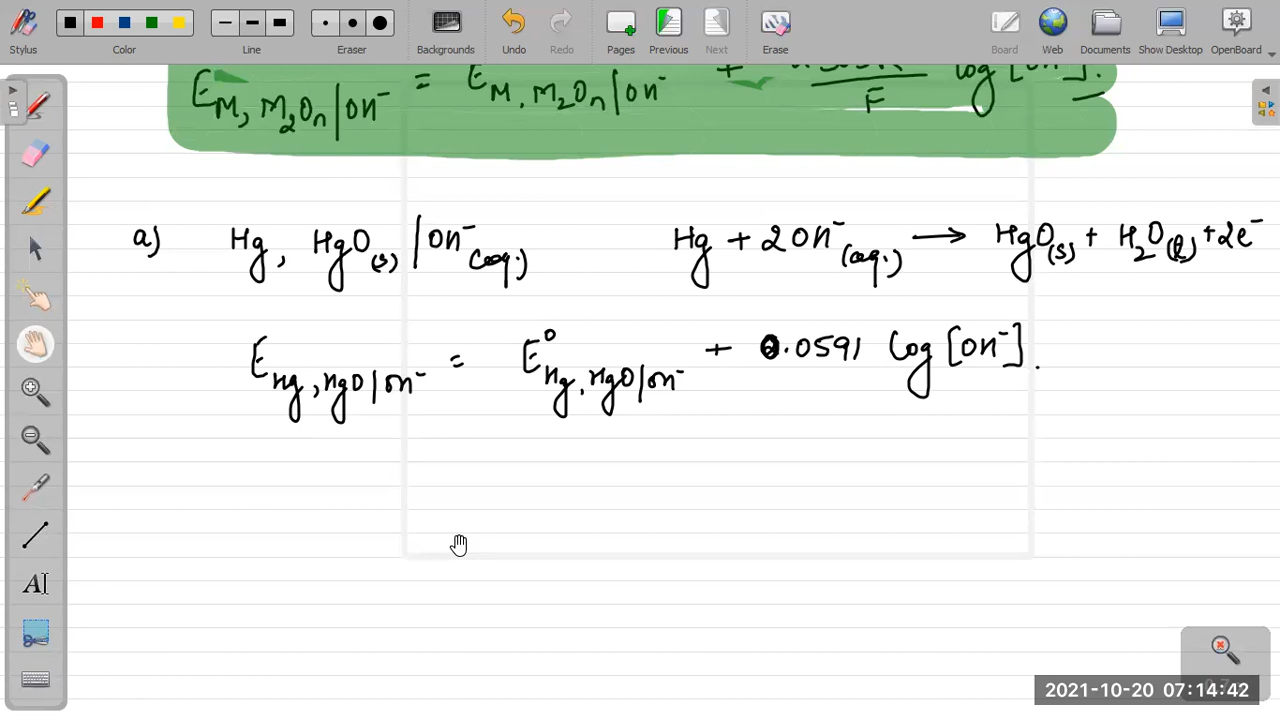 Stylus Color Line Eraser Backgrounds Undo Redo Pages Previous Next Erase Board Web Documents Show Desktop OpenBoard
E M, M₂Oₙ|OH⁻ = E M, M₂Oₙ|OH⁻ + / F log [OH⁻].
a) Hg, HgO(s) | OH⁻(aq.) Hg + 2OH⁻(aq.) → HgO(s) + H₂O(l) + 2e⁻
E Hg, HgO|OH⁻ = E⁰ Hg, HgO|OH⁻ + 0.0591 log [OH⁻].
AI
2021-10-20 07:14:42